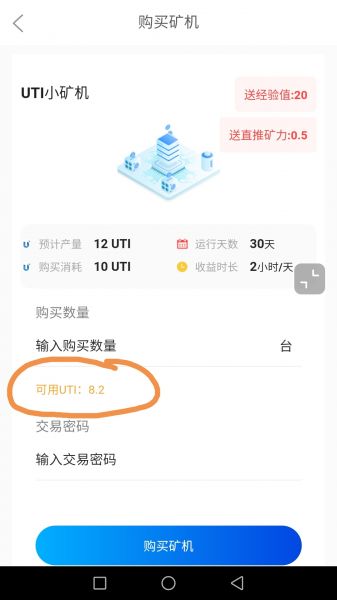 购买矿机
UTI小矿机
送经验值:20
送直推矿力:0.5
预计产量 12 UTI 运行天数 30天
购买消耗 10 UTI 收益时长 2小时/天
购买数量
输入购买数量 台
可用UTI：8.2
交易密码
输入交易密码
购买矿机